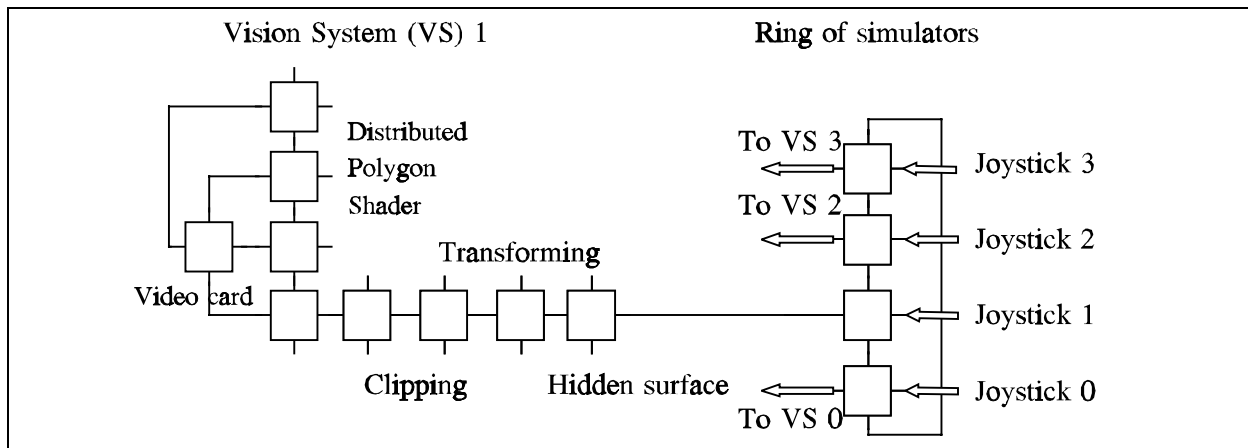 Vision System (VS) 1
Ring of simulators
Distributed
Polygon
Shader
Video card
Transforming
Clipping
Hidden surface
To VS 3
Joystick 3
To VS 2
Joystick 2
Joystick 1
Joystick 0
To VS 0